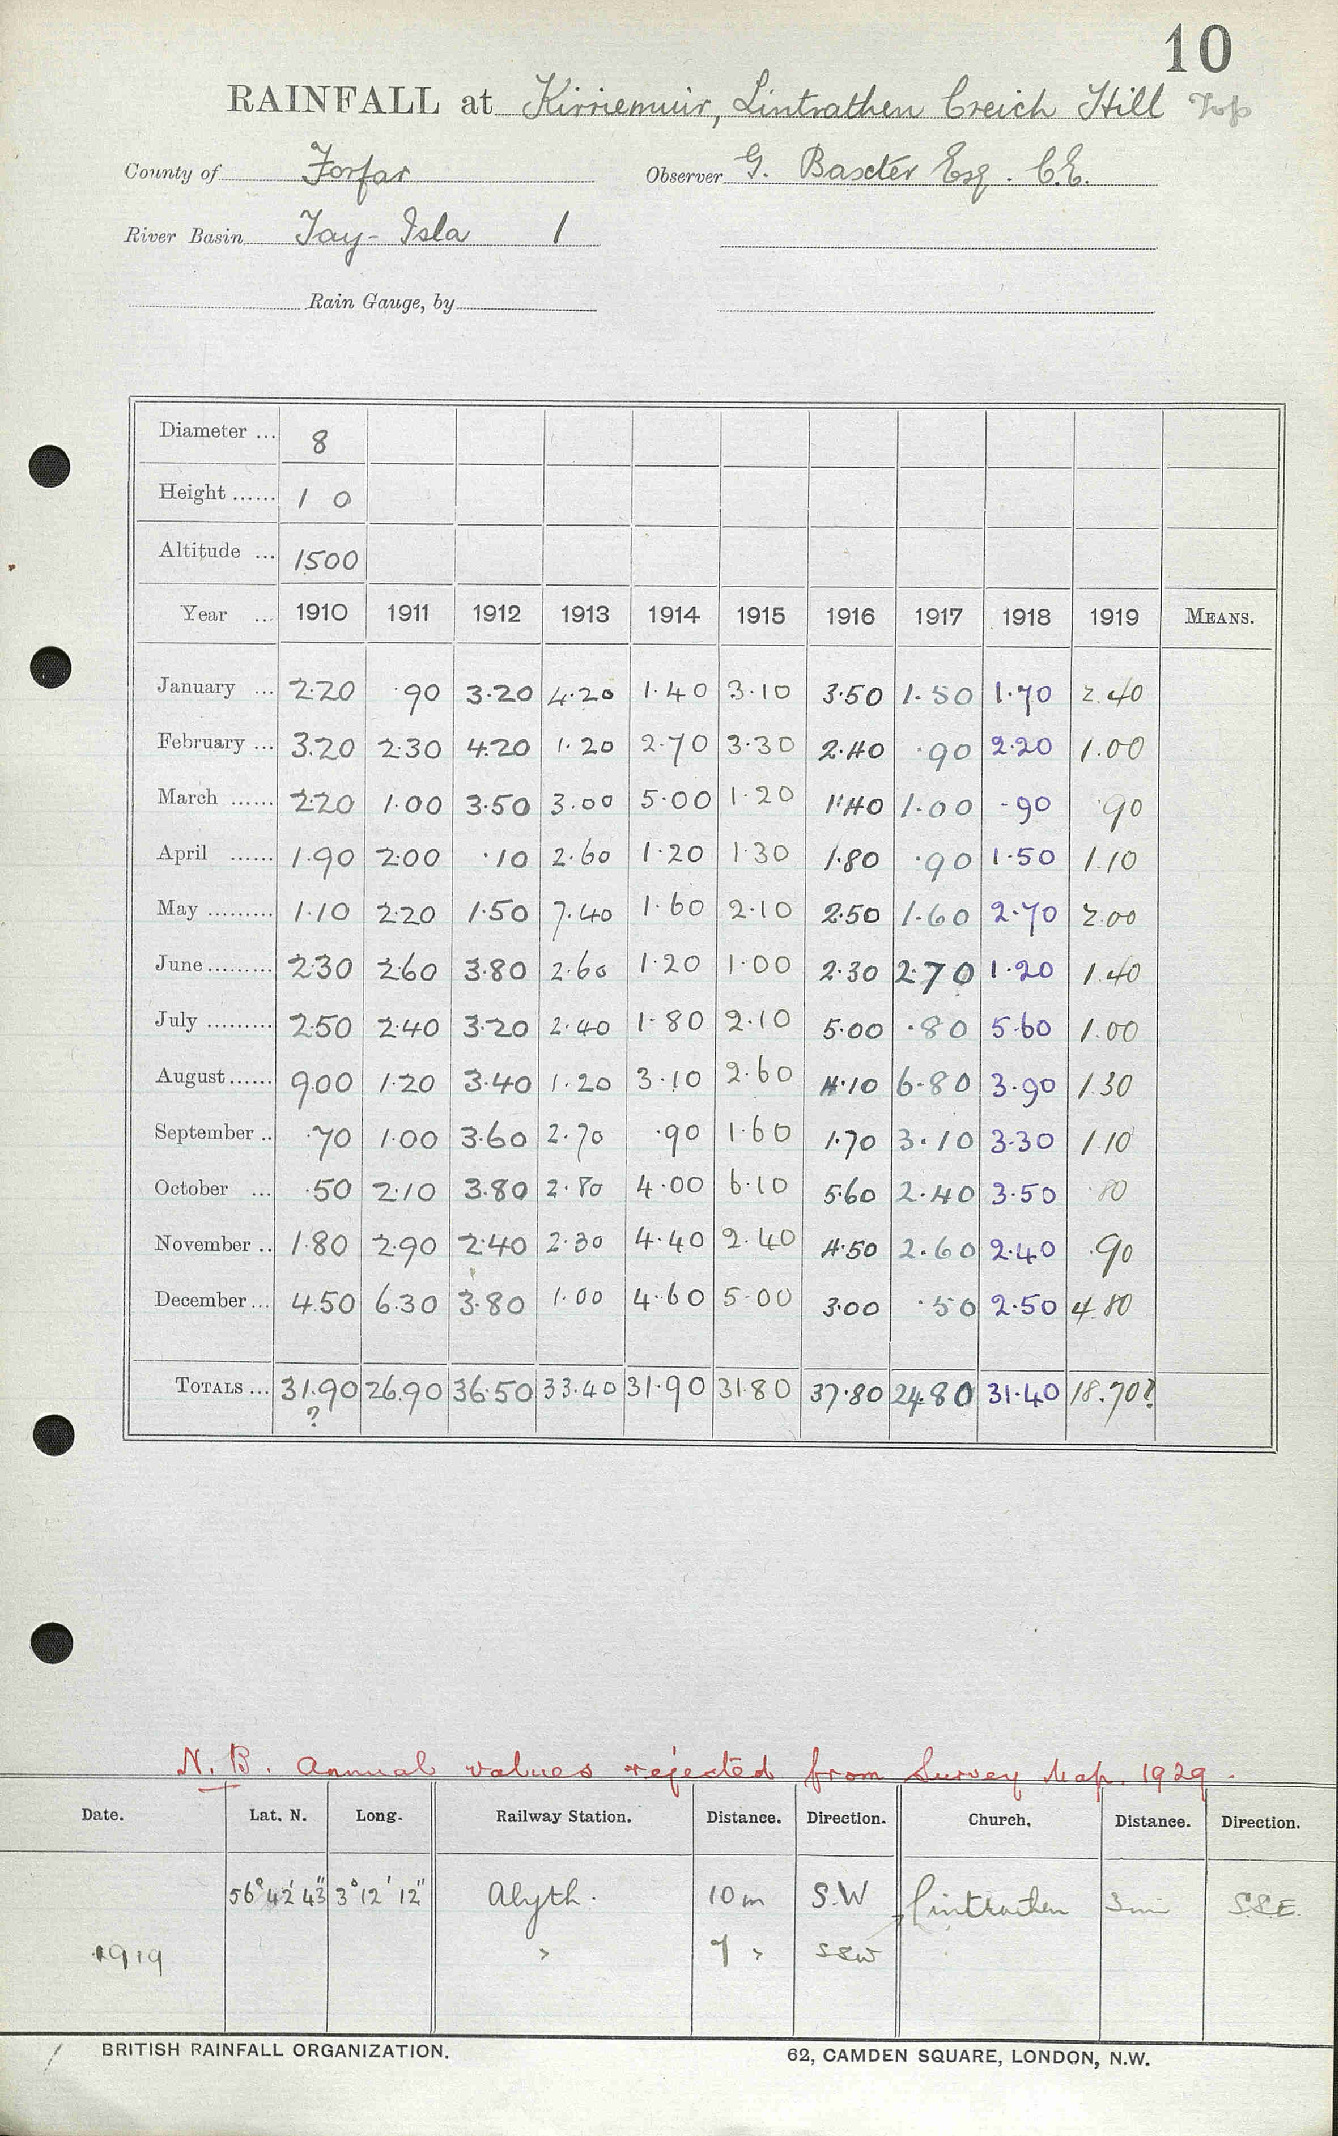 10
RAINFALL at Kirriemuir, Lintrathen Creich Hill Top
County of Forfar Observer G. Baxter Esq. C.E.
River Basin Tay - Isla 1
Rain Gauge, by
Diameter ... 8
Height ...... 1 0
Altitude ... 1500
Year ... 1910 1911 1912 1913 1914 1915 1916 1917 1918 1919 MEANS.
January ... 2.20 .90 3.20 4.20 1.40 3.10 3.50 1.50 1.70 2.40
February ... 3.20 2.30 4.20 1.20 2.70 3.30 2.40 .90 2.20 1.00
March ...... 2.20 1.00 3.50 3.00 5.00 1.20 1.40 1.00 .90 .90
April ...... 1.90 2.00 .10 2.60 1.20 1.30 1.80 .90 1.50 1.10
May ......... 1.10 2.20 1.50 7.40 1.60 2.10 2.50 1.60 2.70 2.00
June ......... 2.30 2.60 3.80 2.60 1.20 1.00 2.30 2.70 1.20 1.40
July ......... 2.50 2.40 3.20 2.40 1.80 2.10 5.00 .80 5.60 1.00
August ...... 9.00 1.20 3.40 1.20 3.10 2.60 4.10 6.80 3.90 1.30
September .. .70 1.00 3.60 2.70 .90 1.60 1.70 3.10 3.30 1.10
October ... .50 2.10 3.80 2.80 4.00 6.10 5.60 2.40 3.50 .80
November .. 1.80 2.90 2.40 2.30 4.40 2.40 4.50 2.60 2.40 .90
December ... 4.50 6.30 3.80 1.00 4.60 5.00 3.00 .50 2.50 4.80
TOTALS ... 31.90 26.90 36.50 33.40 31.90 31.80 37.80 24.80 31.40 18.70?
?
N.B. Annual values rejected from Survey Map. 1929.
Date. Lat. N. Long. Railway Station. Distance. Direction. Church. Distance. Direction.
56° 42' 43" 3° 12' 12" Alyth. 10 m S.W Lintrathen 3 mi S.S.E.
1919 " 7 " SSW
BRITISH RAINFALL ORGANIZATION. 62, CAMDEN SQUARE, LONDON, N.W.